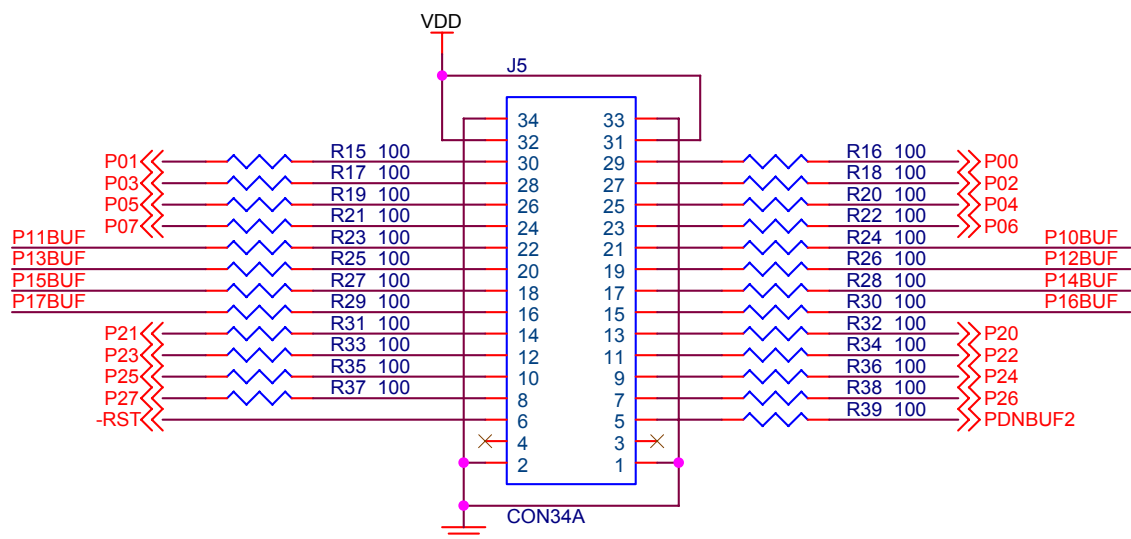 VDD
J5
34 33
32 31
P01 R15 100 30 29 R16 100 P00
P03 R17 100 28 27 R18 100 P02
P05 R19 100 26 25 R20 100 P04
P07 R21 100 24 23 R22 100 P06
P11BUF R23 100 22 21 R24 100 P10BUF
P13BUF R25 100 20 19 R26 100 P12BUF
P15BUF R27 100 18 17 R28 100 P14BUF
P17BUF R29 100 16 15 R30 100 P16BUF
P21 R31 100 14 13 R32 100 P20
P23 R33 100 12 11 R34 100 P22
P25 R35 100 10 9 R36 100 P24
P27 R37 100 8 7 R38 100 P26
-RST 6 5 R39 100 PDNBUF2
4 3
2 1
CON34A